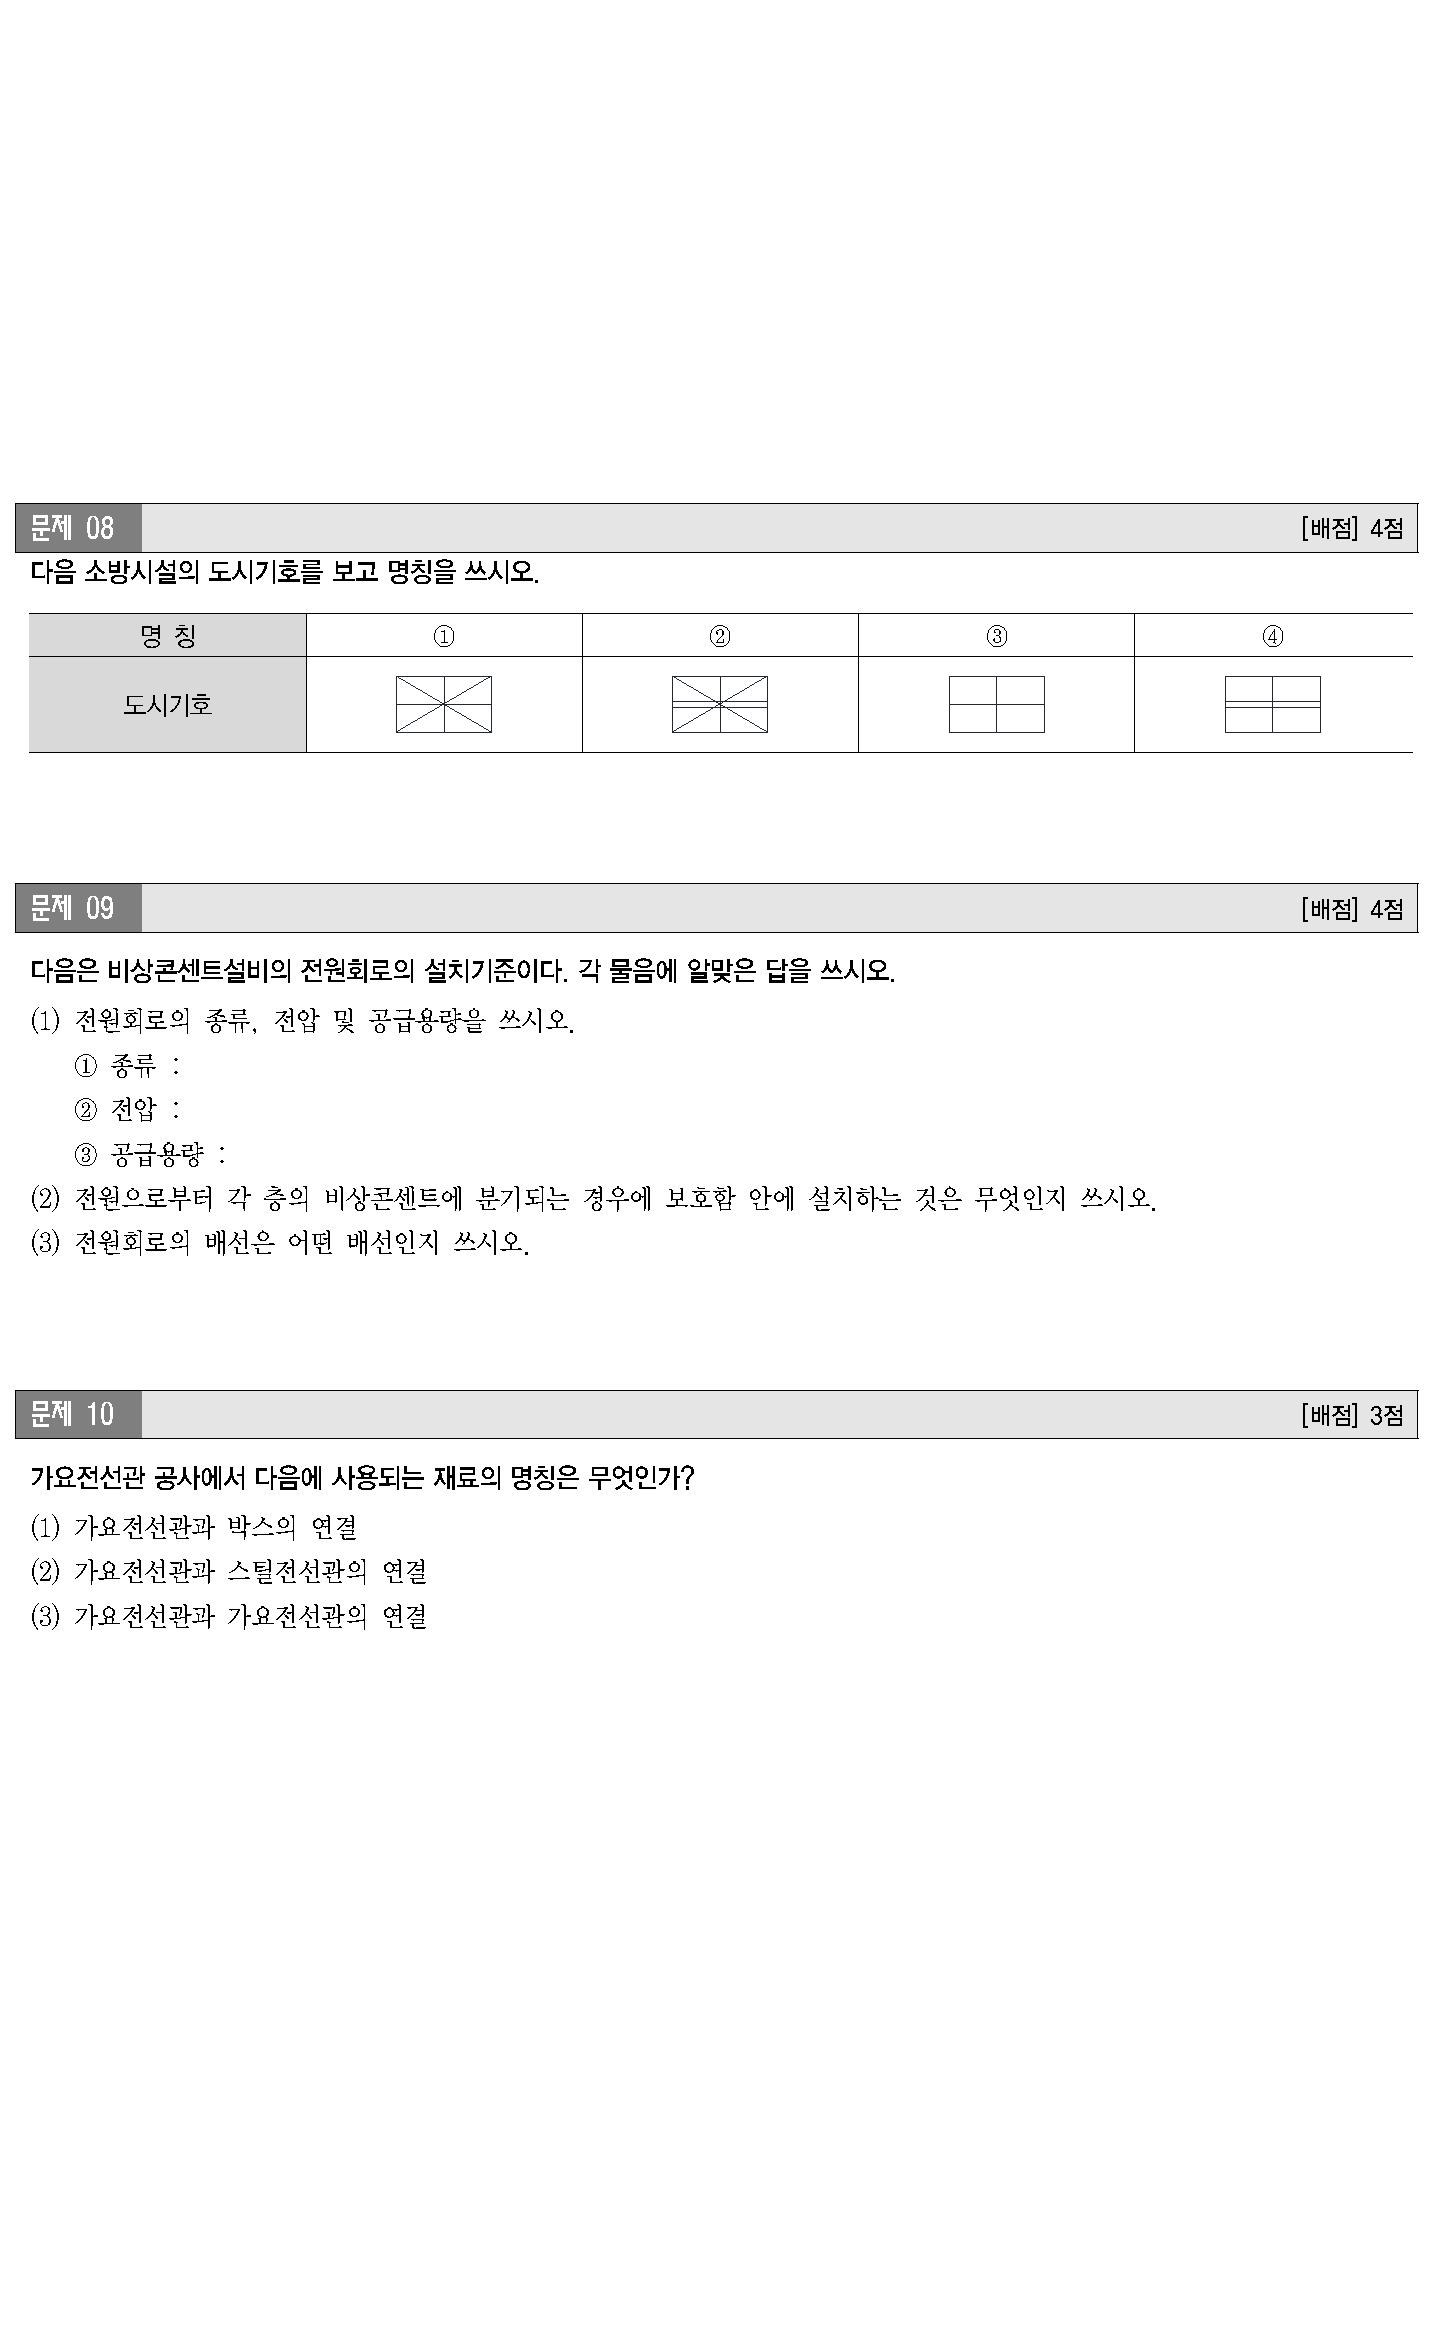 문제 08 [배점] 4점
다음 소방시설의 도시기호를 보고 명칭을 쓰시오.
명 칭 ① ② ③ ④
도시기호
문제 09 [배점] 4점
다음은 비상콘센트설비의 전원회로의 설치기준이다. 각 물음에 알맞은 답을 쓰시오.
(1) 전원회로의 종류, 전압 및 공급용량을 쓰시오.
① 종류 :
② 전압 :
③ 공급용량 :
(2) 전원으로부터 각 층의 비상콘센트에 분기되는 경우에 보호함 안에 설치하는 것은 무엇인지 쓰시오.
(3) 전원회로의 배선은 어떤 배선인지 쓰시오.
문제 10 [배점] 3점
가요전선관 공사에서 다음에 사용되는 재료의 명칭은 무엇인가?
(1) 가요전선관과 박스의 연결
(2) 가요전선관과 스틸전선관의 연결
(3) 가요전선관과 가요전선관의 연결